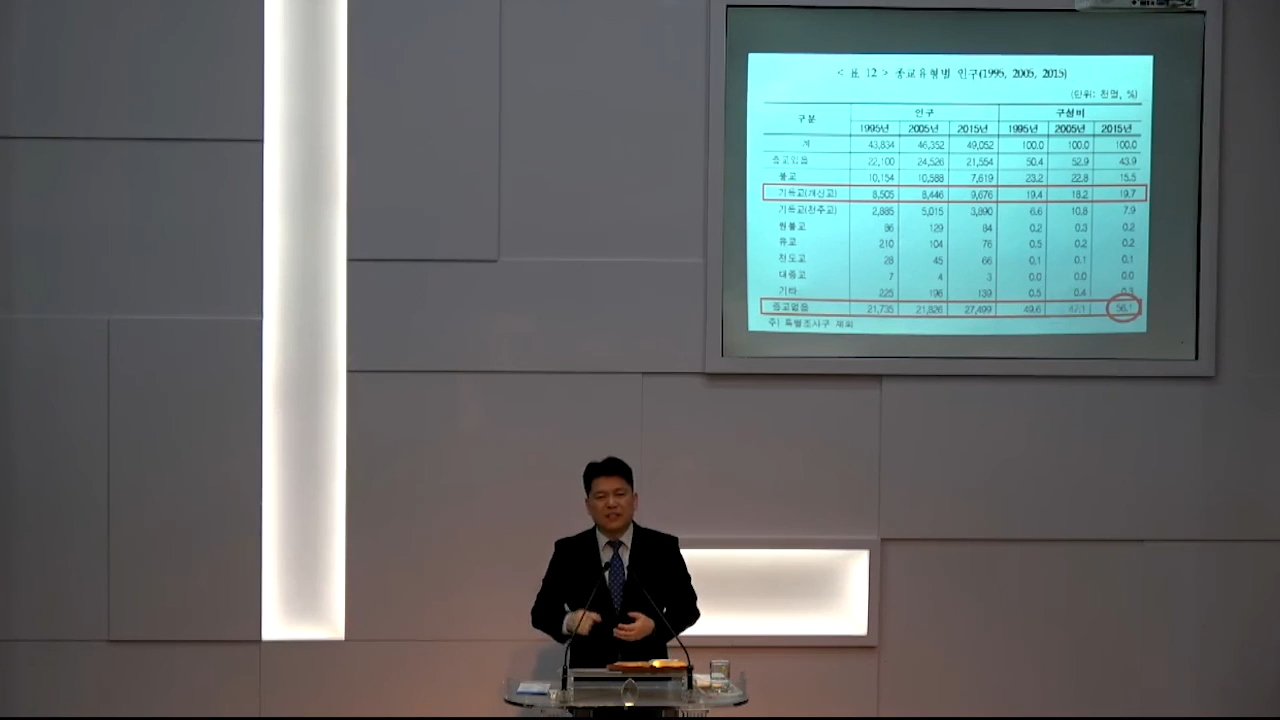 < 표 12 > 종교유형별 인구(1995, 2005, 2015)
(단위: 천명, %)
구분 인구 구성비
1995년 2005년 2015년 1995년 2005년 2015년
계 43,834 46,352 49,052 100.0 100.0 100.0
종교있음 22,100 24,526 21,554 50.4 52.9 43.9
불교 10,154 10,588 7,619 23.2 22.8 15.5
기독교(개신교) 8,505 8,446 9,676 19.4 18.2 19.7
기독교(천주교) 2,885 5,015 3,890 6.6 10.8 7.9
원불교 86 129 84 0.2 0.3 0.2
유교 210 104 76 0.5 0.2 0.2
천도교 28 45 66 0.1 0.1 0.1
대종교 7 4 3 0.0 0.0 0.0
기타 225 196 139 0.5 0.4 0.3
종교없음 21,735 21,826 27,499 49.6 47.1 56.1
주) 특별조사구 제외